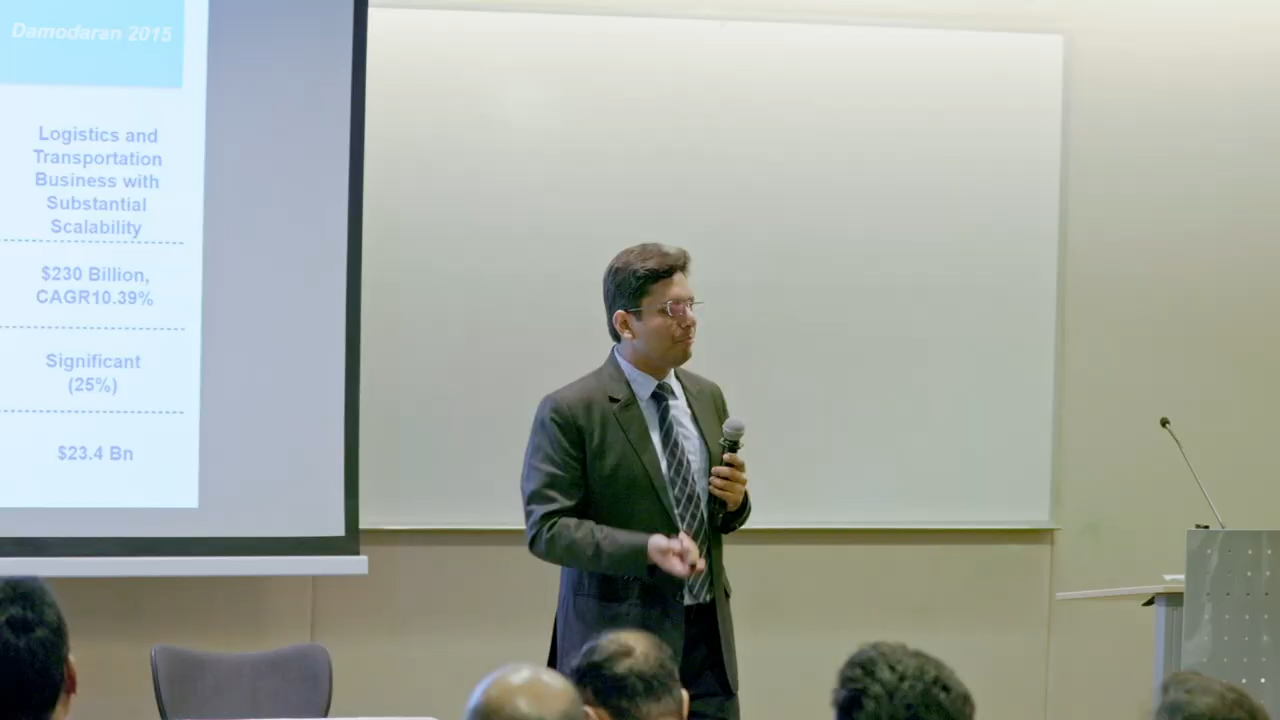 Damodaran 2015
Logistics and
Transportation
Business with
Substantial
Scalability
$230 Billion,
CAGR10.39%
Significant
(25%)
$23.4 Bn